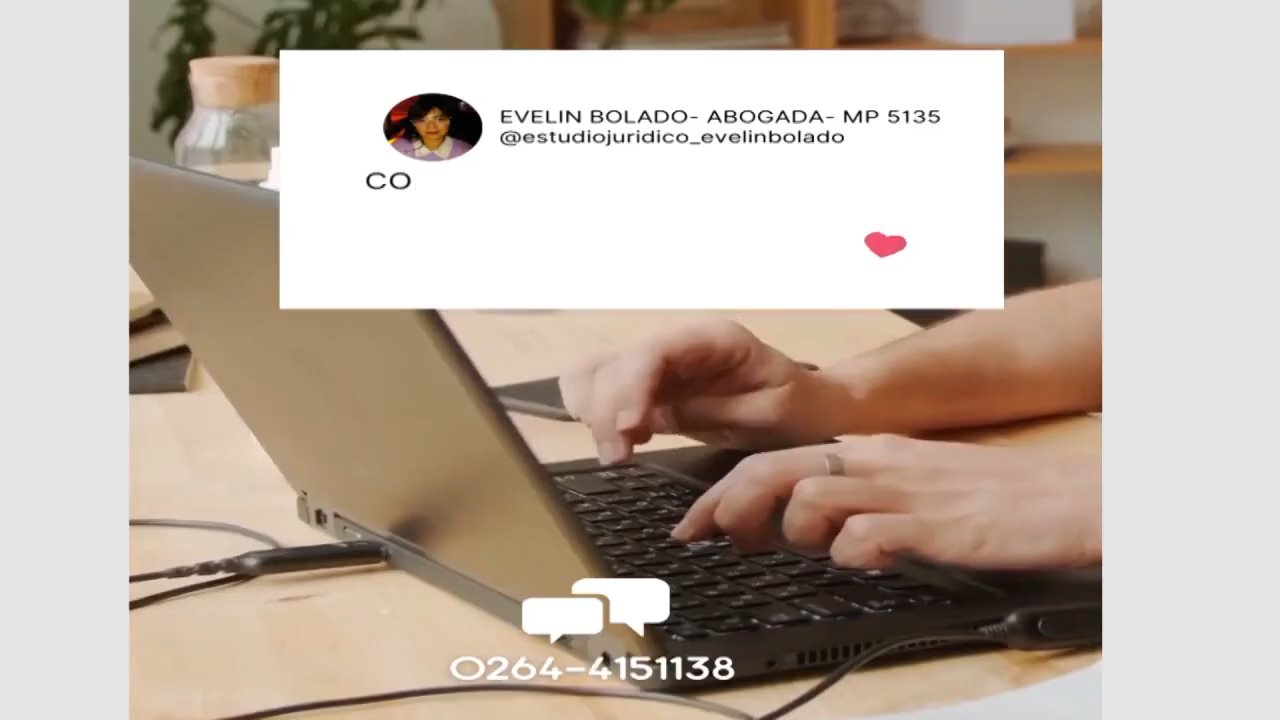 EVELIN BOLADO- ABOGADA- MP 5135
@estudiojuridico_evelinbolado
CO
0264-4151138